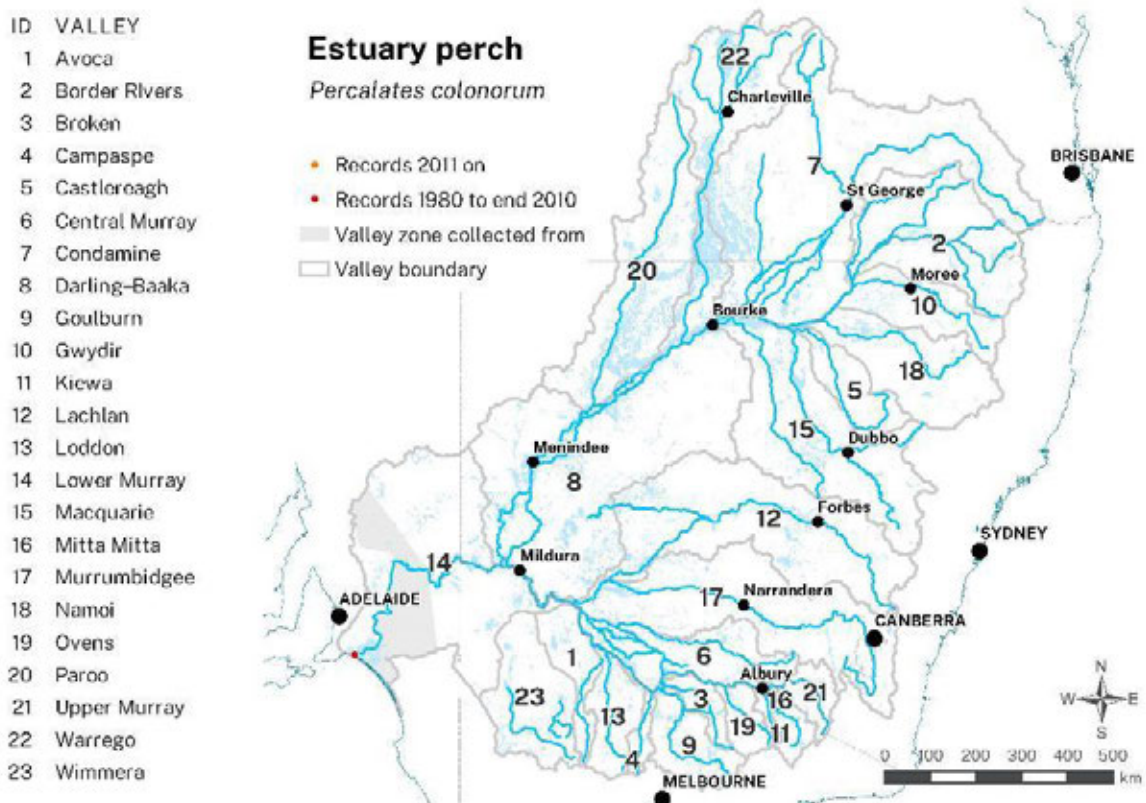 ID VALLEY
1 Avoca
2 Border RIvers
3 Broken
4 Campaspe
5 Castlereagh
6 Central Murray
7 Condamine
8 Darling–Baaka
9 Goulburn
10 Gwydir
11 Kiewa
12 Lachlan
13 Loddon
14 Lower Murray
15 Macquarie
16 Mitta Mitta
17 Murrumbidgee
18 Namoi
19 Ovens
20 Paroo
21 Upper Murray
22 Warrego
23 Wimmera
Estuary perch
Percalates colonorum
Records 2011 on
Records 1980 to end 2010
Valley zone collected from
Valley boundary
22
Charleville
BRISBANE
7
St George
2
20
Moree
10
Bourke
18
5
15
Dubbo
Menindee
8
12
Forbes
SYDNEY
14
Mildura
ADELAIDE
17
Narrandera
CANBERRA
1
6
Albury
23
3
16
21
13
19
11
4
9
MELBOURNE
N
W E
S
0 100 200 300 400 500
km